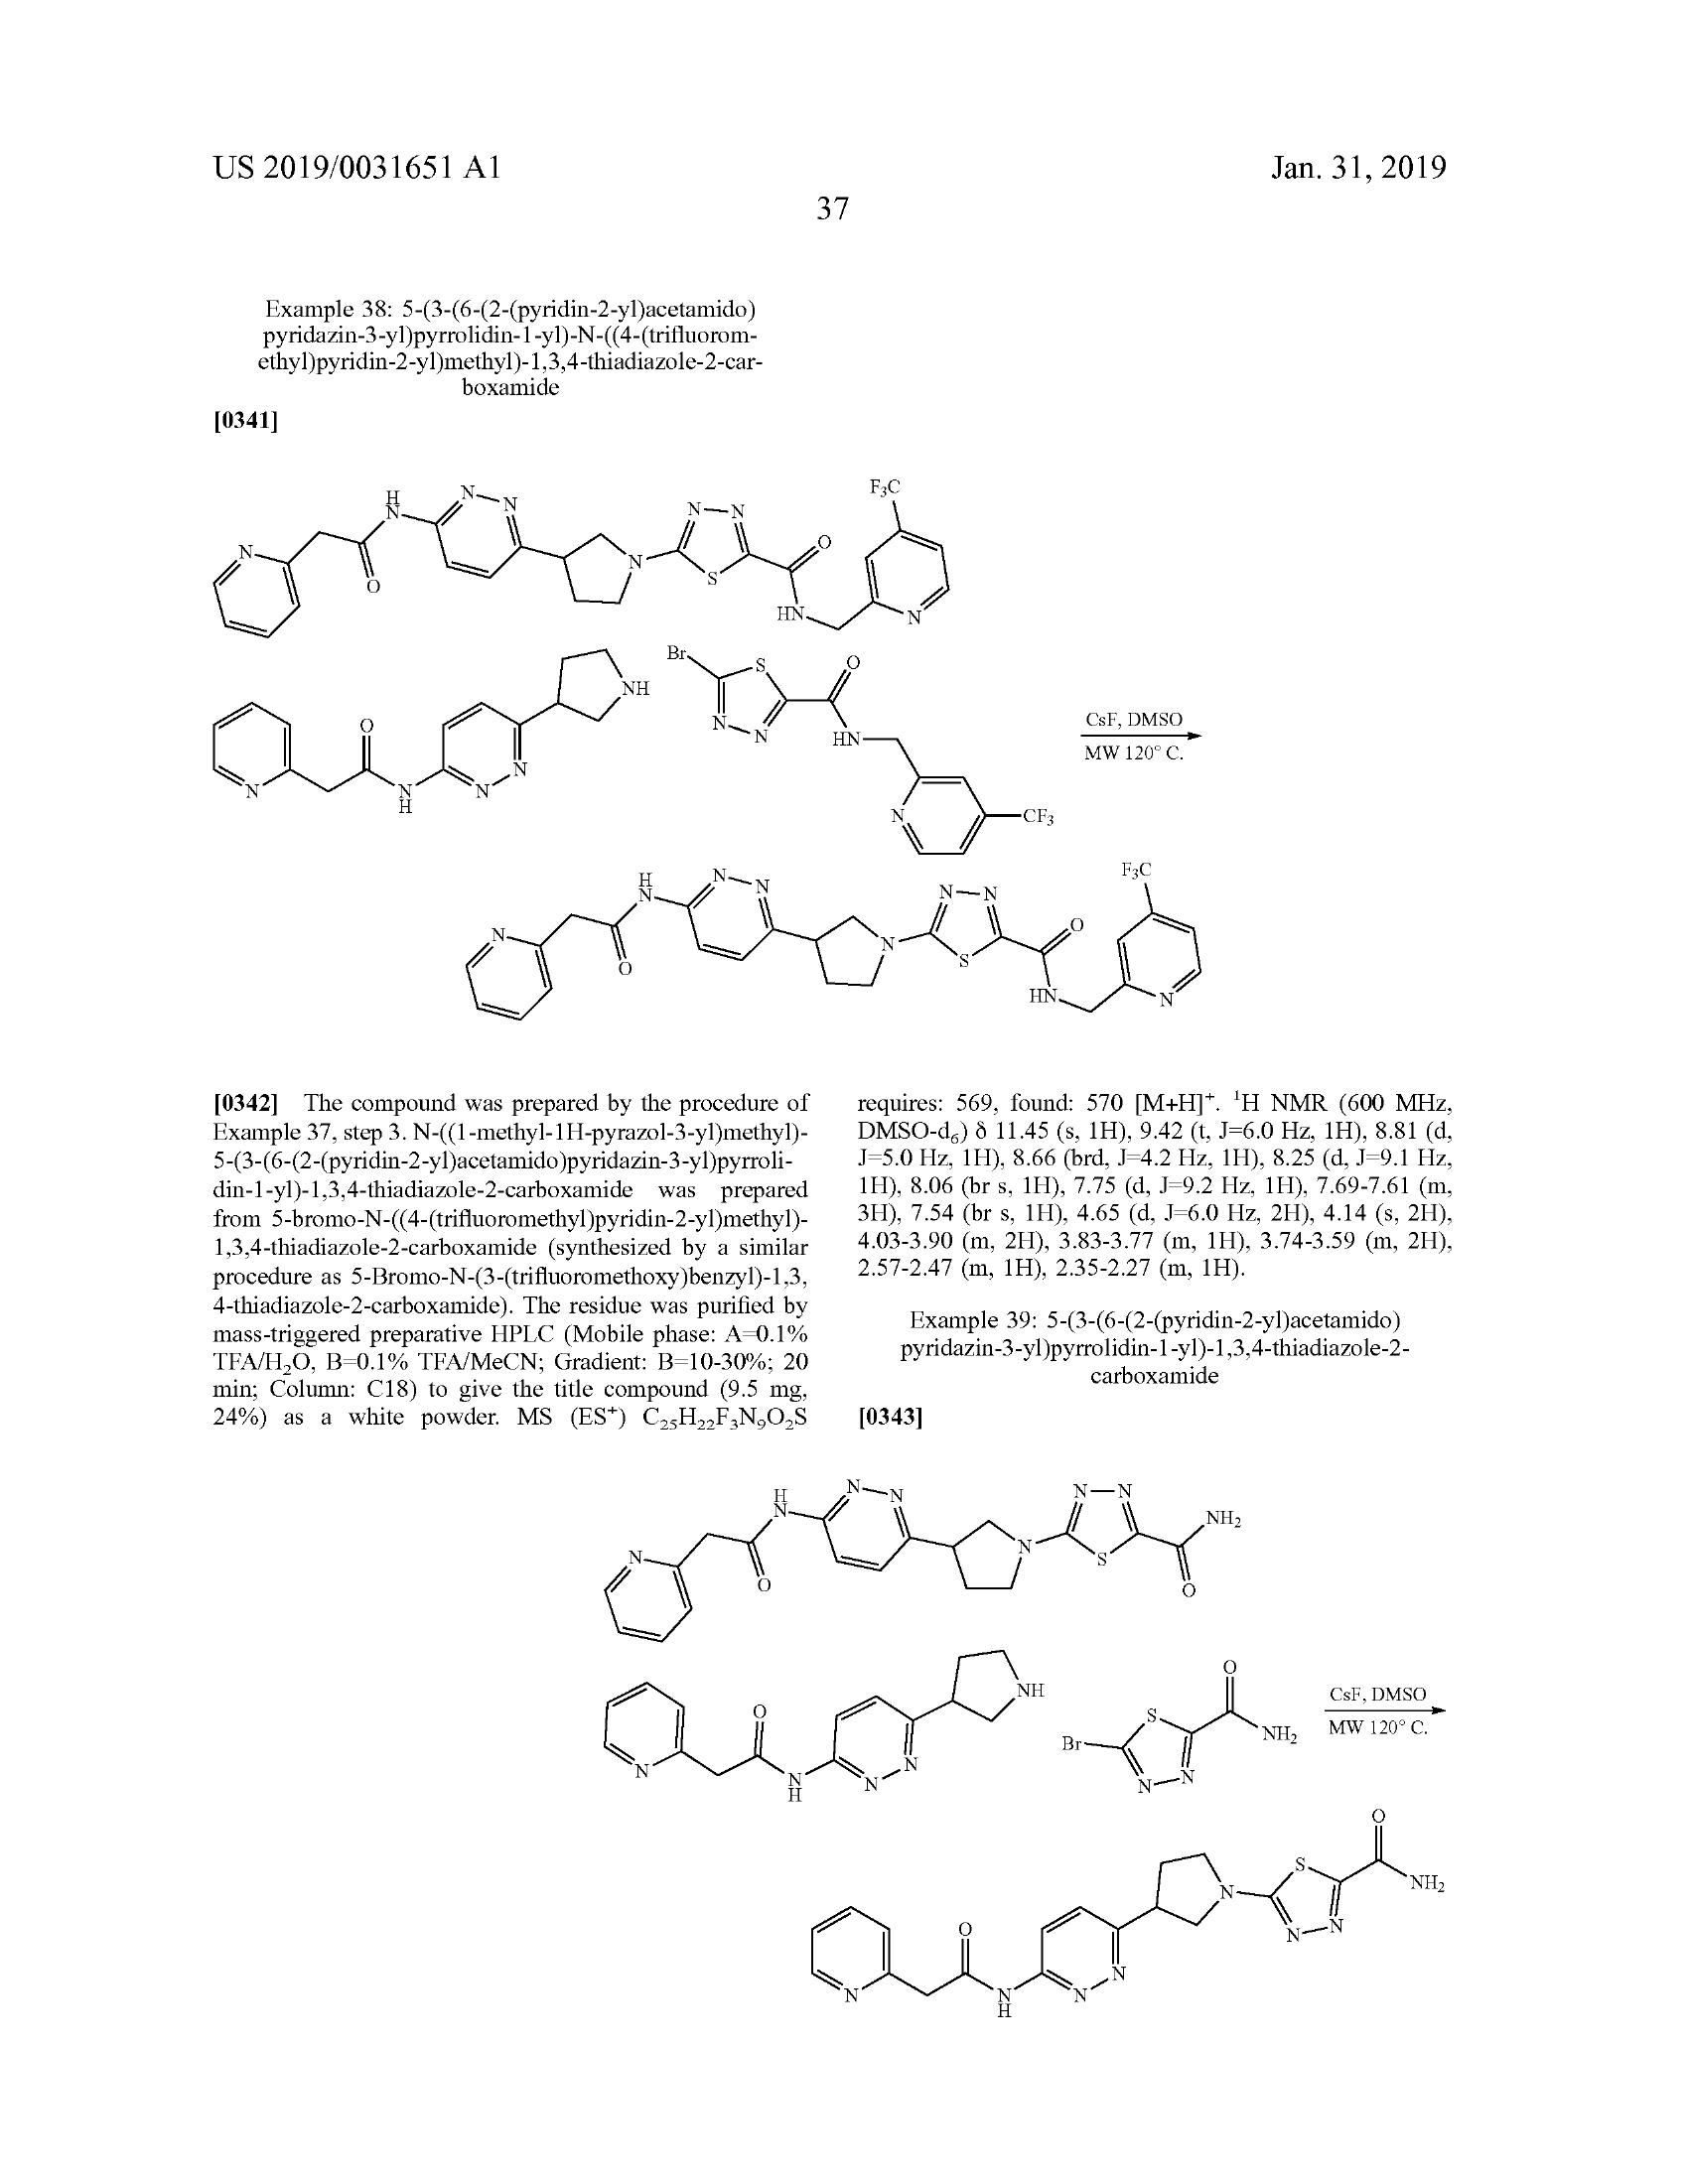 US 2019/0031651 A1
Jan. 31, 2019
37
Example 38: 5-(3-(6-(2-(pyridin-2-yl)acetamido)
pyridazin-3-yl)pyrrolidin-1-yl)-N-((4-(trifluorom-
ethyl)pyridin-2-yl)methyl)-1,3,4-thiadiazole-2-car-
boxamide
[0341]
N
O
H
N
N
N
N
N
N
S
O
HN
F3C
N
N
O
N
H
N
N
NH
Br
S
N
N
O
HN
N
CF3
CsF, DMSO
MW 120° C.
N
O
H
N
N
N
N
N
N
S
O
HN
F3C
N
[0342] The compound was prepared by the procedure of
Example 37, step 3. N-((1-methyl-1H-pyrazol-3-yl)methyl)-
5-(3-(6-(2-(pyridin-2-yl)acetamido)pyridazin-3-yl)pyrroli-
din-1-yl)-1,3,4-thiadiazole-2-carboxamide was prepared
from 5-bromo-N-((4-(trifluoromethyl)pyridin-2-yl)methyl)-
1,3,4-thiadiazole-2-carboxamide (synthesized by a similar
procedure as 5-Bromo-N-(3-(trifluoromethoxy)benzyl)-1,3,
4-thiadiazole-2-carboxamide). The residue was purified by
mass-triggered preparative HPLC (Mobile phase: A=0.1%
TFA/H₂O, B=0.1% TFA/MeCN; Gradient: B=10-30%; 20
min; Column: C18) to give the title compound (9.5 mg,
24%) as a white powder. MS (ES⁺) C₂₅H₂₂F₃N₉O₂S
requires: 569, found: 570 [M+H]⁺. ¹H NMR (600 MHz,
DMSO-d₆) δ 11.45 (s, 1H), 9.42 (t, J=6.0 Hz, 1H), 8.81 (d,
J=5.0 Hz, 1H), 8.66 (brd, J=4.2 Hz, 1H), 8.25 (d, J=9.1 Hz,
1H), 8.06 (br s, 1H), 7.75 (d, J=9.2 Hz, 1H), 7.69-7.61 (m,
3H), 7.54 (br s, 1H), 4.65 (d, J=6.0 Hz, 2H), 4.14 (s, 2H),
4.03-3.90 (m, 2H), 3.83-3.77 (m, 1H), 3.74-3.59 (m, 2H),
2.57-2.47 (m, 1H), 2.35-2.27 (m, 1H).
Example 39: 5-(3-(6-(2-(pyridin-2-yl)acetamido)
pyridazin-3-yl)pyrrolidin-1-yl)-1,3,4-thiadiazole-2-
carboxamide
[0343]
N
O
H
N
N
N
N
N
N
S
NH2
O
N
O
N
H
N
N
NH
Br
S
N
N
O
NH2
CsF, DMSO
MW 120° C.
N
O
N
H
N
N
N
S
N
N
O
NH2